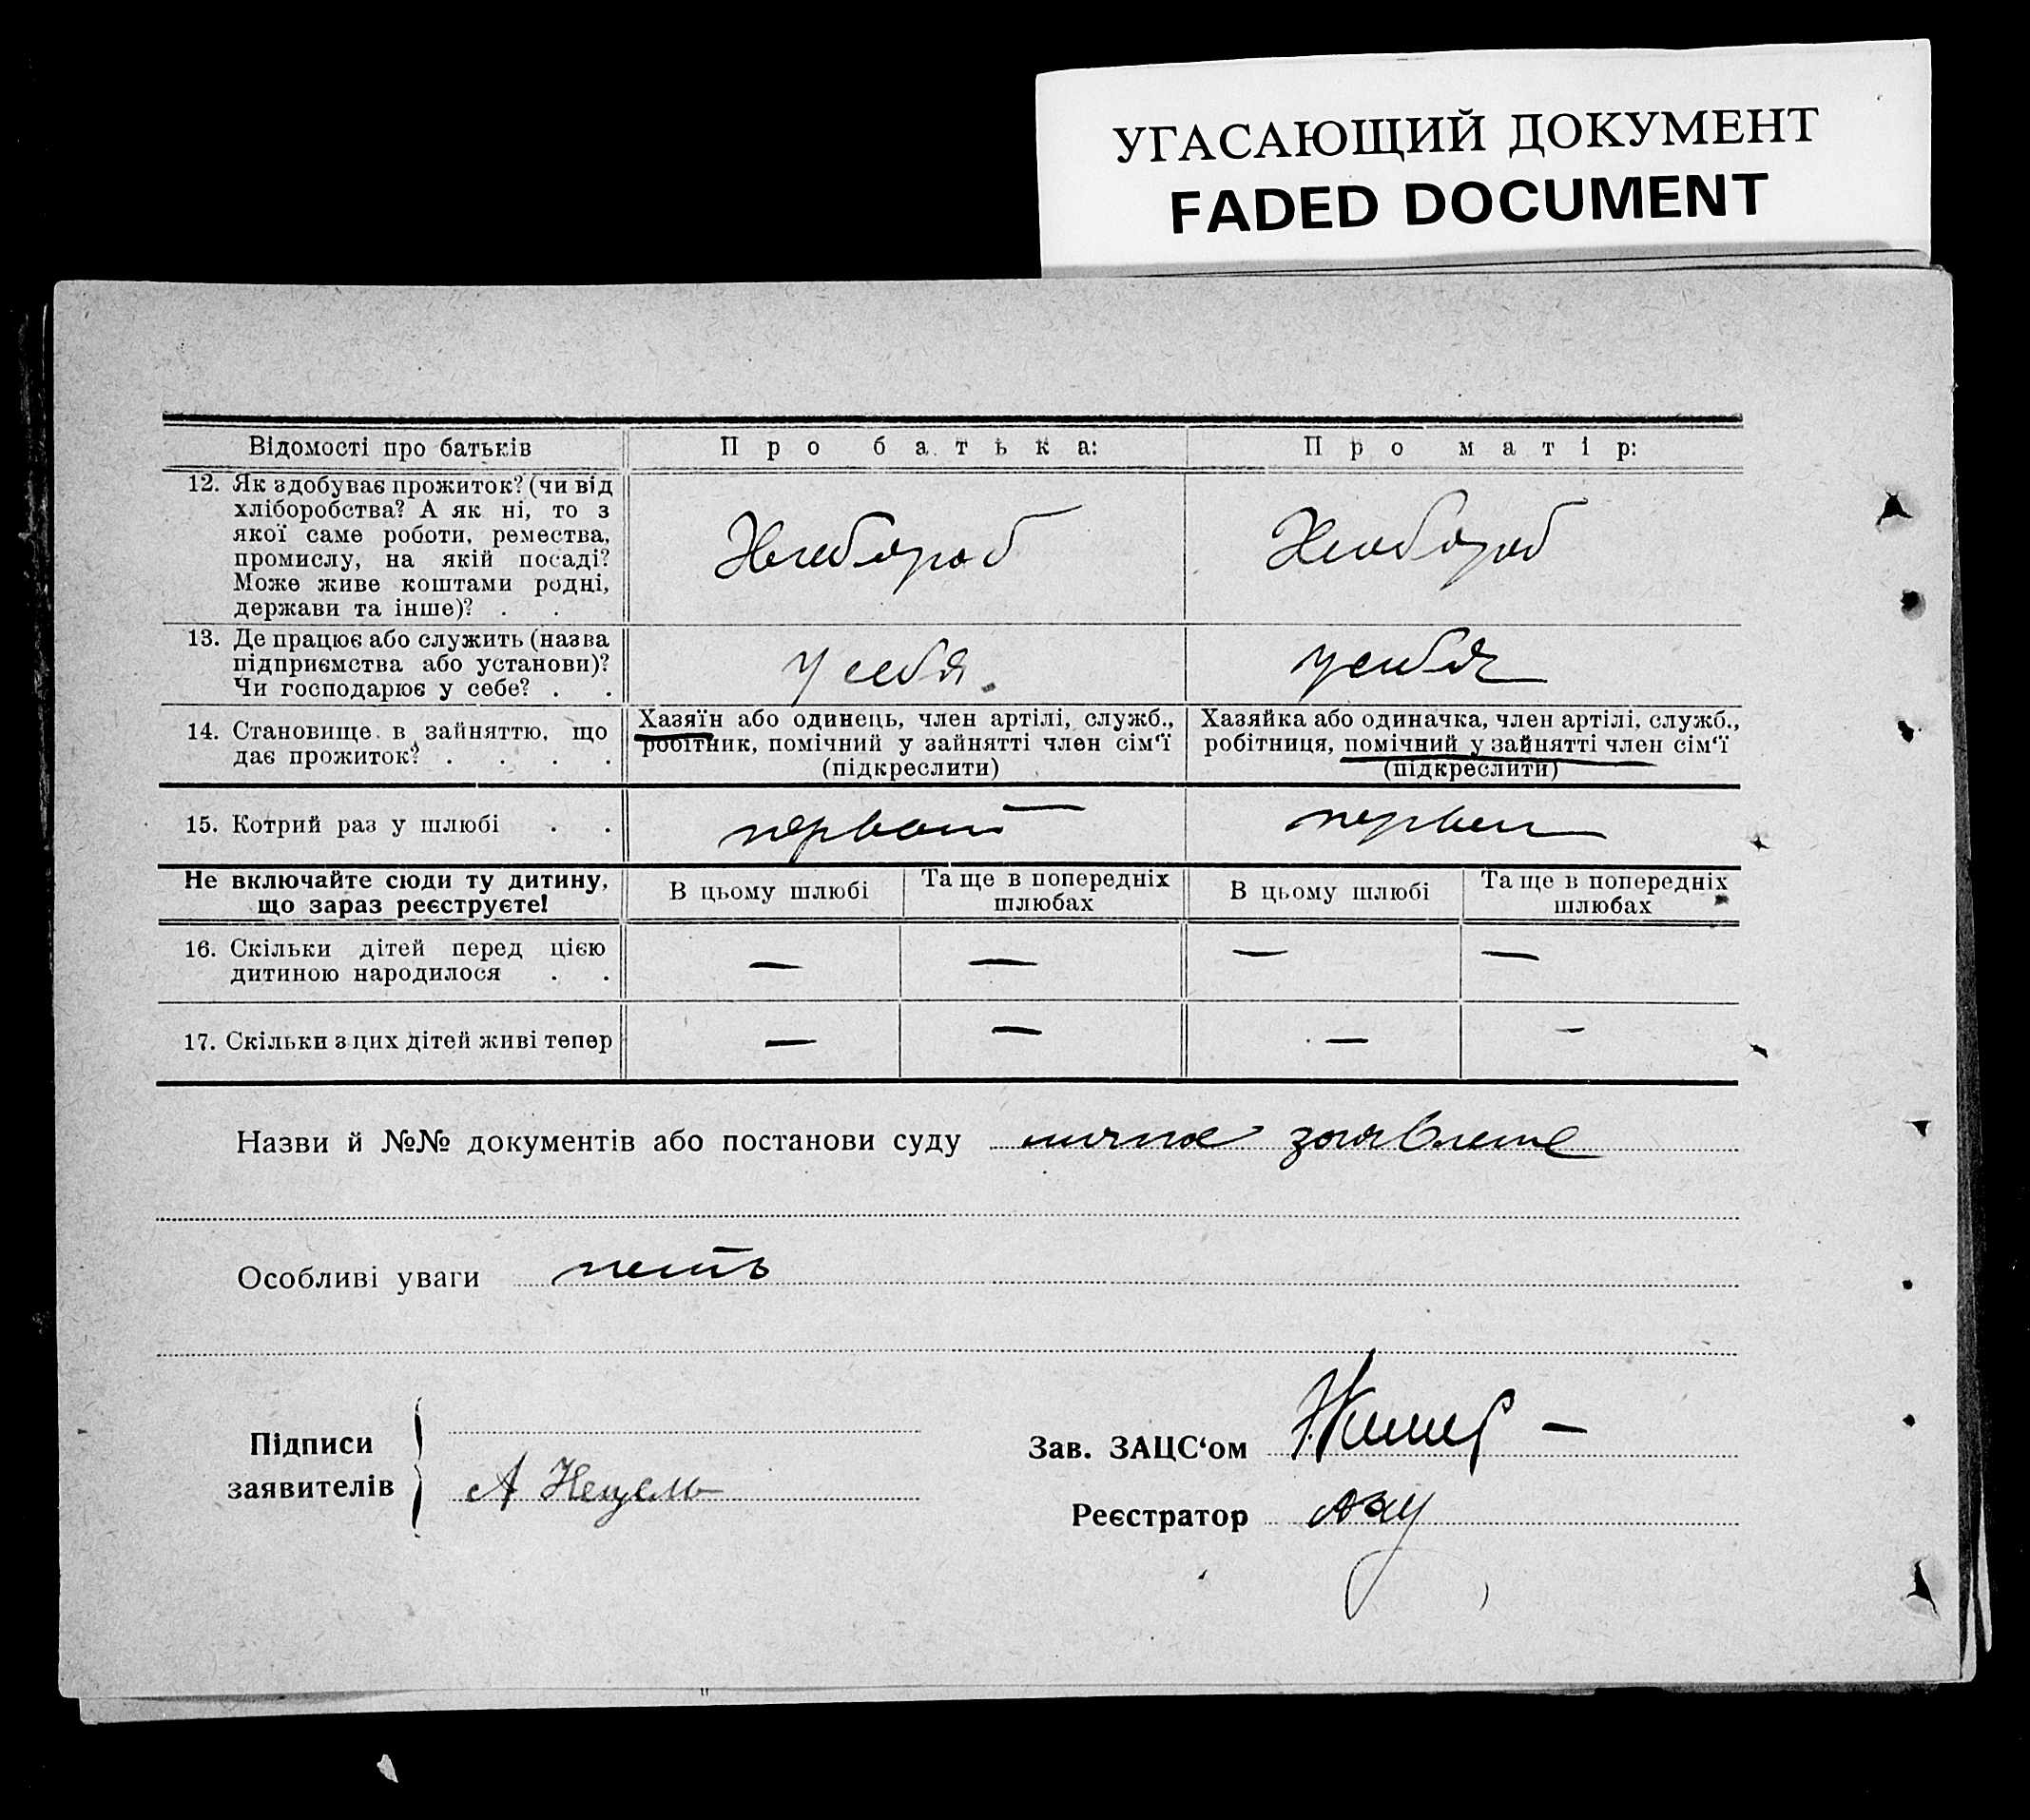 УГАСАЮЩИЙ ДОКУМЕНТ
FADED DOCUMENT
Відомості про батьків
Про батька:
Про матір:
12. Як здобуває прожиток? (чи від
хліборобства? А як ні, то з
якої саме роботи, ремества,
промислу, на якій посаді?
Може живе коштами родні,
держави та інше)? . .
Хлебороб
Хлебороб
13. Де працює або служить (назва
підприємства або установи)?
Чи господарює у себе? . .
у себя
у себя
14. Становище в зайняттю, що
дає прожиток? . . . .
Хазяїн або одинець, член артілі, служб.,
робітник, помічний у зайнятті член сім‘ї
(підкреслити)
Хазяйка або одиначка, член артілі, служб.,
робітниця, помічний у зайнятті член сім‘ї
(підкреслити)
15. Котрий раз у шлюбі . .
первый
Не включайте сюди ту дитину,
що зараз реєструєте!
В цьому шлюбі
Та ще в попередніх
шлюбах
В цьому шлюбі
Та ще в попередніх
шлюбах
16. Скільки дітей перед цією
дитиною народилося . .
— — — —
17. Скільки з цих дітей живі тепер
— — — —
Назви й №№ документів або постанови суду личное заявление
Особливі уваги нетъ
Підписи
заявителів
А
Зав. ЗАЦС‘ом
Реєстратор